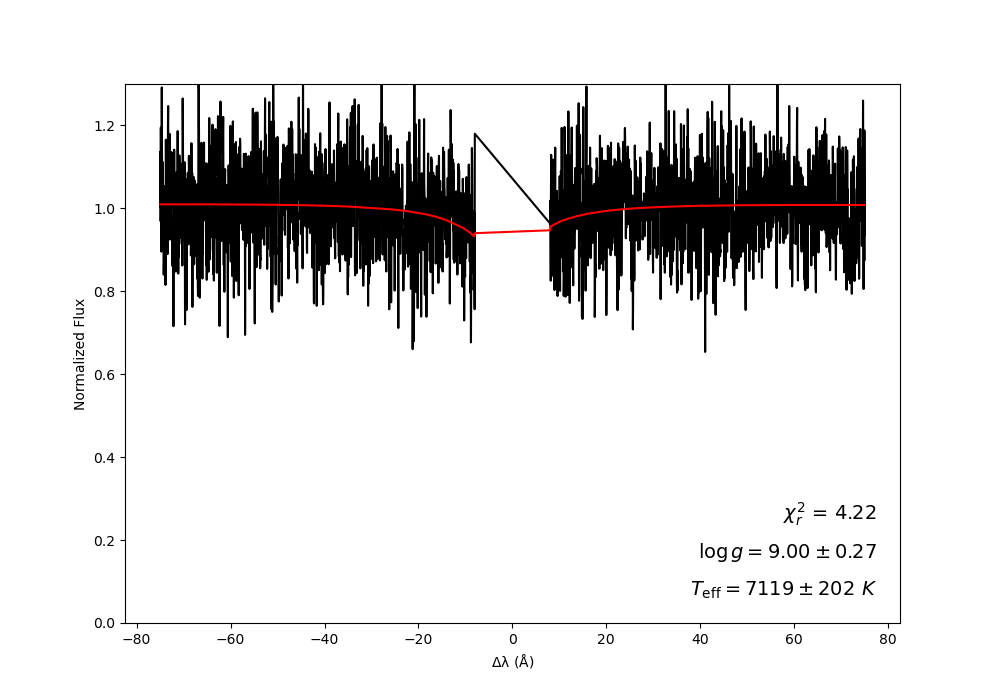 Normalized Flux
1.2
1.0
0.8
0.6
0.4
0.2
0.0
χ²ᵣ = 4.22
log g = 9.00 ± 0.27
T_eff = 7119 ± 202 K
−80 −60 −40 −20 0 20 40 60 80
Δλ (Å)